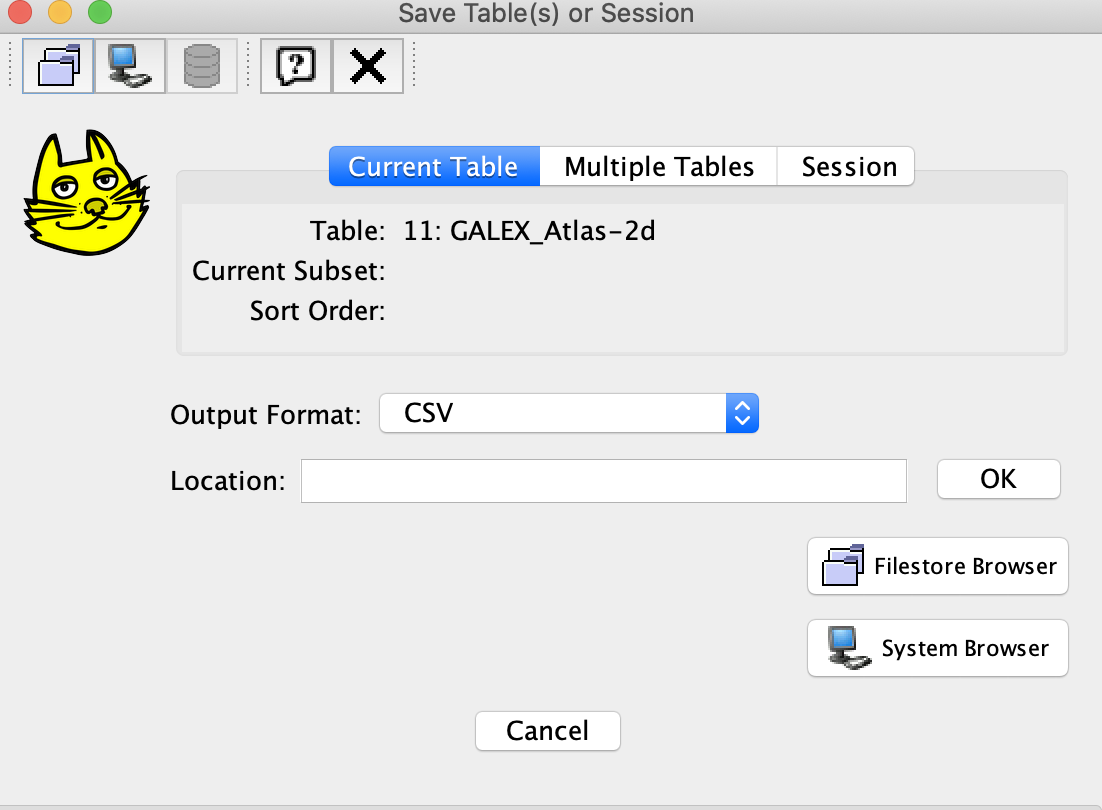 Save Table(s) or Session
?
Current Table Multiple Tables Session
Table: 11: GALEX_Atlas-2d
Current Subset:
Sort Order:
Output Format: CSV
Location: OK
Filestore Browser
System Browser
Cancel